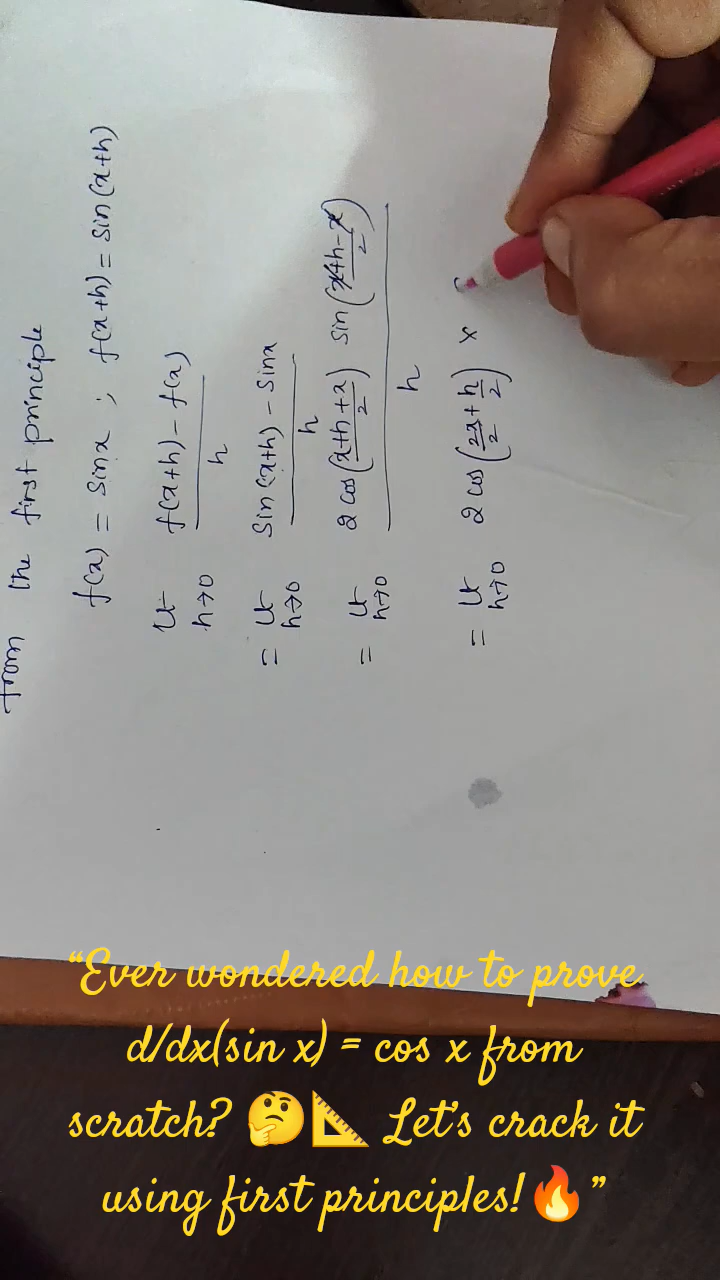 from the first principle
f(x) = sinx ; f(x+h) = sin(x+h)
lt f(x+h) - f(x)
h→0 h
= lt sin(x+h) - sinx
h→0 h
= lt 2 cos(x+h+x/2) sin(x+h-x/2)
h→0 h
= lt 2 cos(2x/2 + h/2) ×
h→0
“Ever wondered how to prove
d/dx(sin x) = cos x from
scratch? 🤔📐 Let’s crack it
using first principles!🔥”